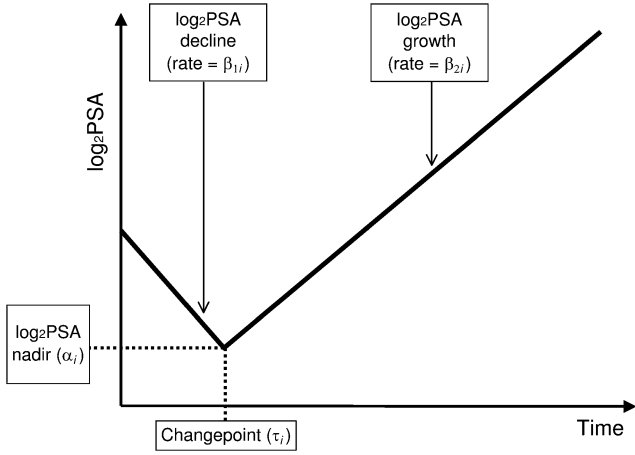 log₂PSA
decline
(rate = β₁ᵢ)
log₂PSA
growth
(rate = β₂ᵢ)
log₂PSA
log₂PSA
nadir (αᵢ)
Changepoint (τᵢ)
Time